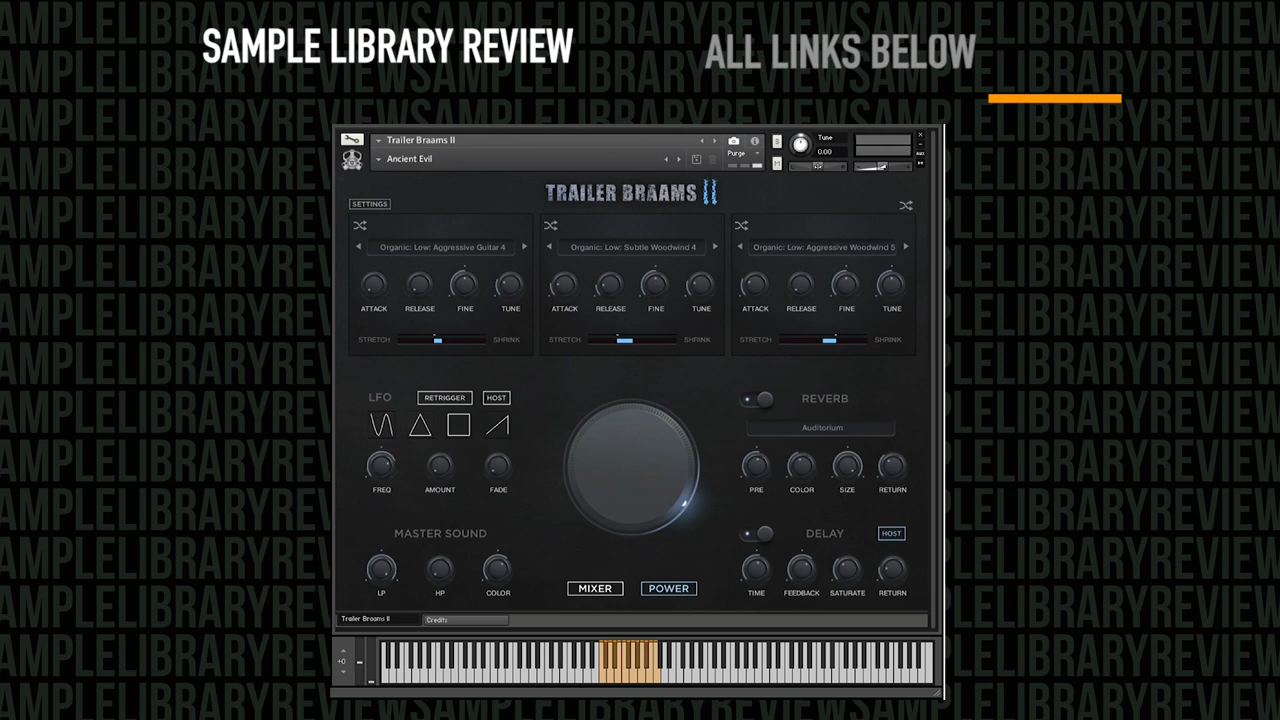 SAMPLE LIBRARY REVIEW
ALL LINKS BELOW
Trailer Braams II
Tune
Purge
0.00
Ancient Evil
S
M
TRAILER BRAAMS II
SETTINGS
Organic: Low: Aggressive Guitar 4
Organic: Low: Subtle Woodwind 4
Organic: Low: Aggressive Woodwind 5
ATTACK RELEASE FINE TUNE
ATTACK RELEASE FINE TUNE
ATTACK RELEASE FINE TUNE
STRETCH SHRINK
STRETCH SHRINK
STRETCH SHRINK
LFO RETRIGGER HOST
FREQ AMOUNT FADE
MASTER SOUND
LP HP COLOR
MIXER POWER
REVERB
Auditorium
PRE COLOR SIZE RETURN
DELAY HOST
TIME FEEDBACK SATURATE RETURN
Trailer Braams II
Credits
+0